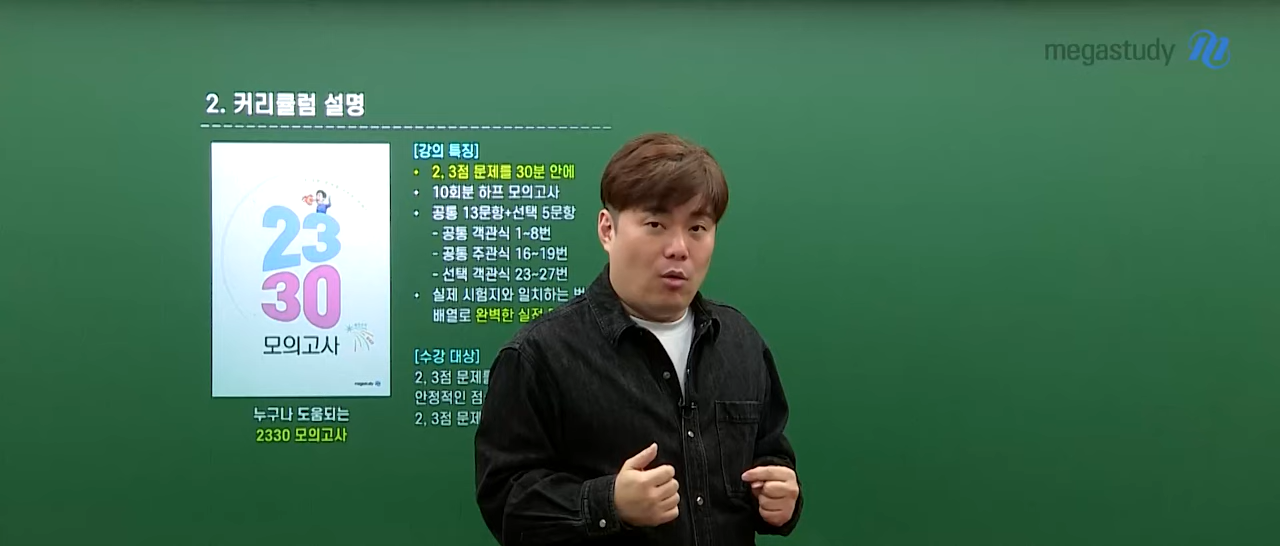 megastudy
2. 커리큘럼 설명
23
30
모의고사
megastudy
누구나 도움되는
2330 모의고사
[강의 특징]
• 2, 3점 문제를 30분 안에
• 10회분 하프 모의고사
• 공통 13문항+선택 5문항
- 공통 객관식 1~8번
- 공통 주관식 16~19번
- 선택 객관식 23~27번
• 실제 시험지와 일치하는
배열로 완벽한 실전
[수강 대상]
2, 3점 문제를
안정적인
2, 3점 문제